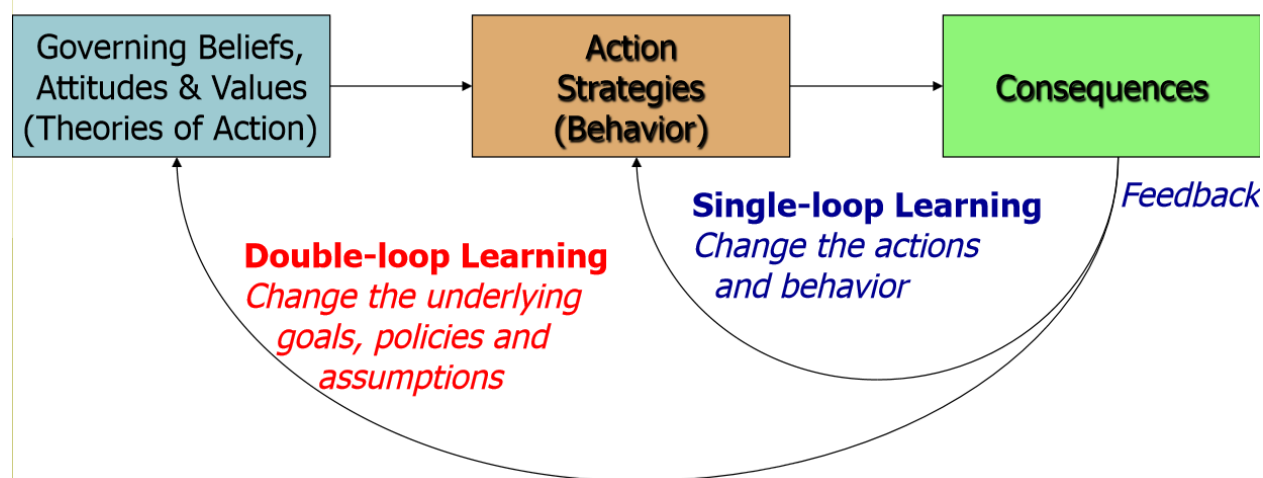 Governing Beliefs,
Attitudes & Values
(Theories of Action)
Action
Strategies
(Behavior)
Consequences
Feedback
Single-loop Learning
Change the actions
and behavior
Double-loop Learning
Change the underlying
goals, policies and
assumptions